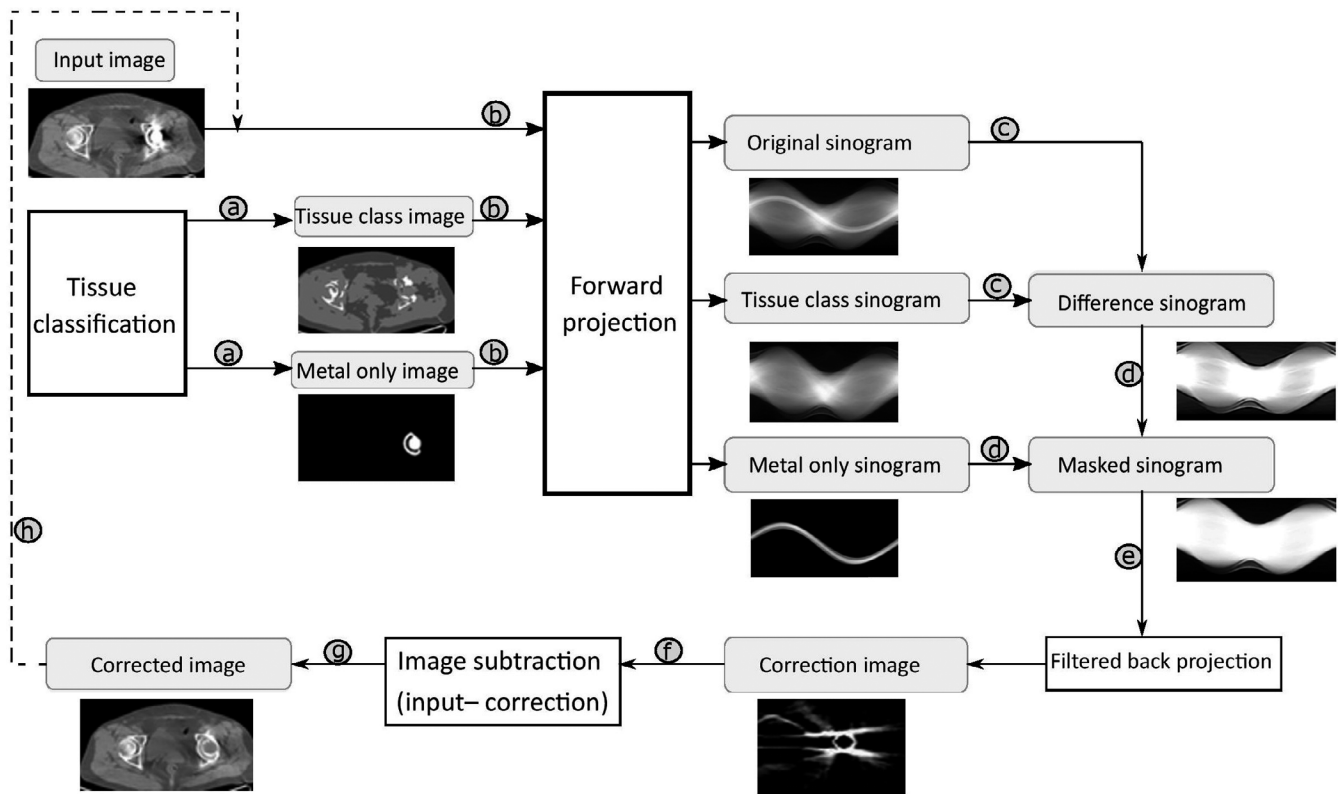 Input image
b
Original sinogram
c
Tissue
classification
a
Tissue class image
b
Forward
projection
Tissue class sinogram
c
Difference sinogram
a
Metal only image
b
d
Metal only sinogram
d
Masked sinogram
h
e
Corrected image
g
Image subtraction
(input– correction)
f
Correction image
Filtered back projection